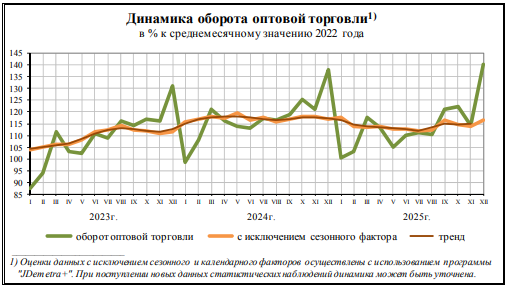 Динамика оборота оптовой торговли1)
в % к среднемесячному значению 2022 года
145
140
135
130
125
120
115
110
105
100
95
90
85
I II III IV V VI VII VIII IX X XI XII I II III IV V VI VII VIII IX X XI XII I II III IV V VI VII VIII IX X XI XII
2023г. 2024г. 2025г.
оборот оптовой торговли с исключением сезонного фактора тренд
1) Оценки данных с исключением сезонного и календарного факторов осуществлены с использованием программы
"JDemetra+". При поступлении новых данных статистических наблюдений динамика может быть уточнена.